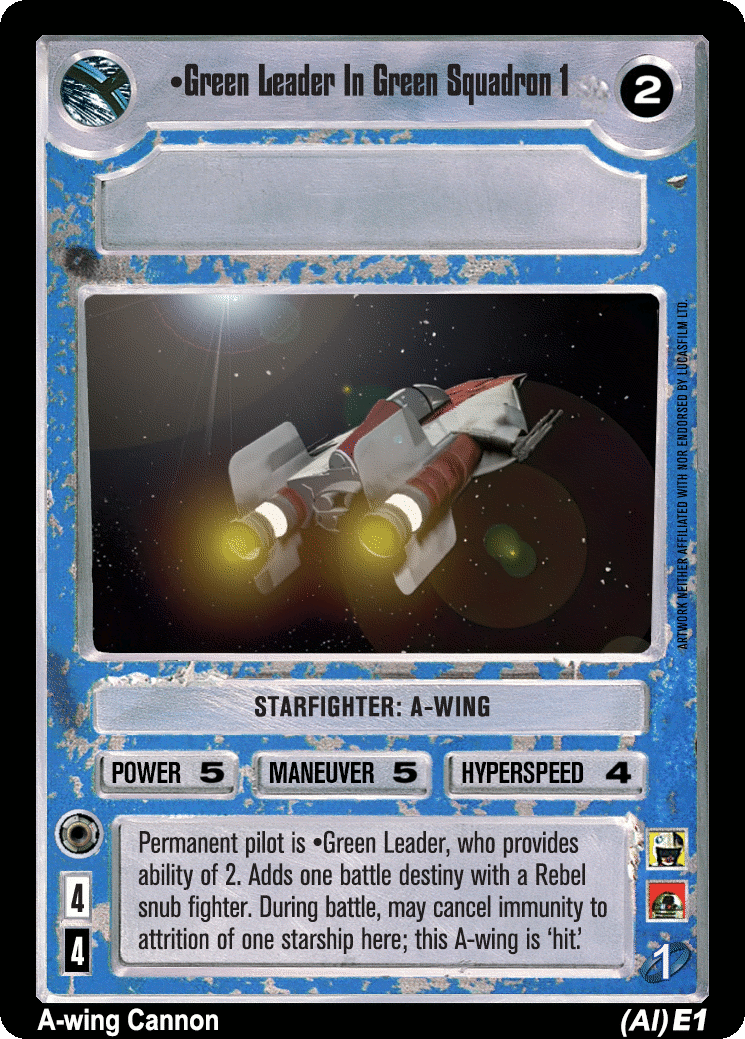 •Green Leader In Green Squadron 1
2
ARTWORK NEITHER AFFILIATED WITH NOR ENDORSED BY LUCASFILM LTD.
STARFIGHTER: A-WING
POWER 5 MANEUVER 5 HYPERSPEED 4
Permanent pilot is •Green Leader, who provides
ability of 2. Adds one battle destiny with a Rebel
snub fighter. During battle, may cancel immunity to
attrition of one starship here; this A-wing is ‘hit.’
4
4
1
A-wing Cannon
(AI) E1